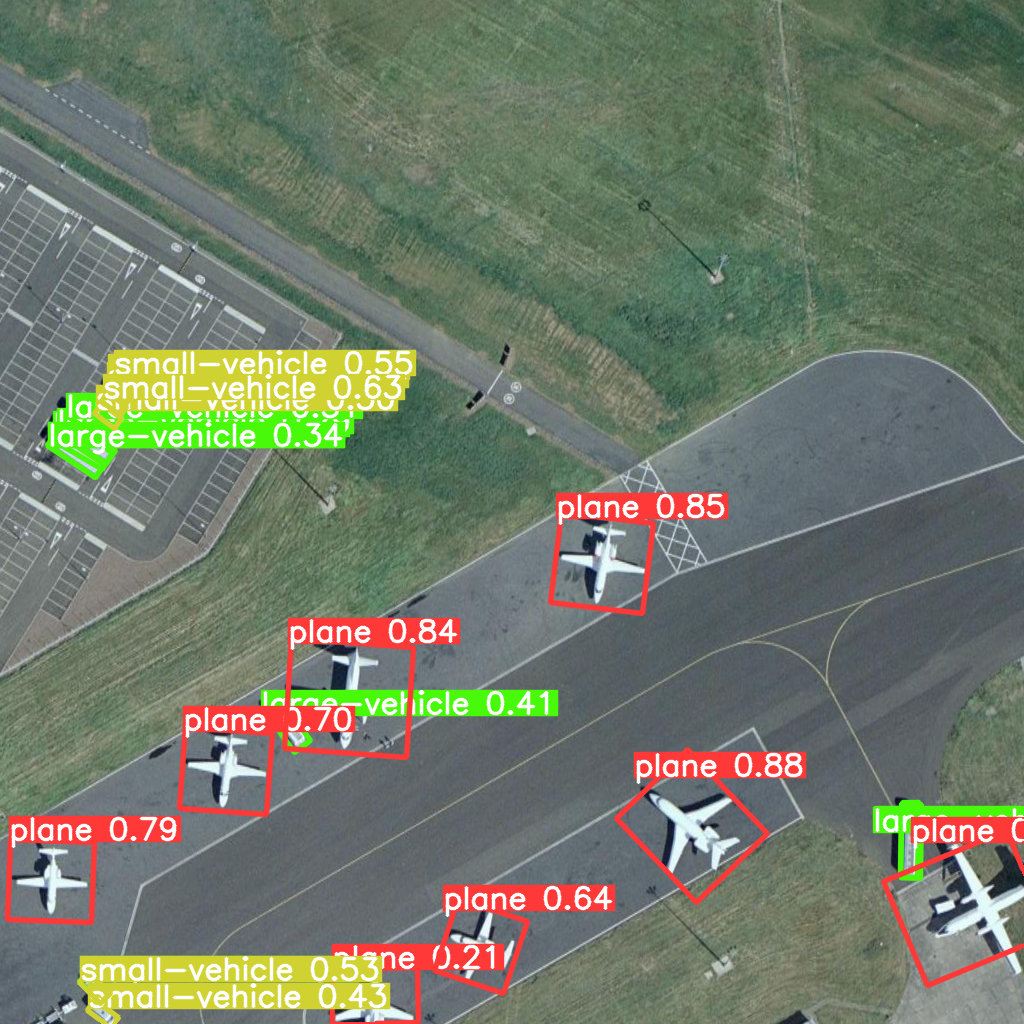 small-vehicle 0.55
small-vehicle 0.63
large-vehicle 0.34
plane 0.85
plane 0.84
large-vehicle 0.41
plane 0.70
plane 0.88
plane 0.79
plane
plane 0.64
plane 0.21
small-vehicle 0.53
small-vehicle 0.43